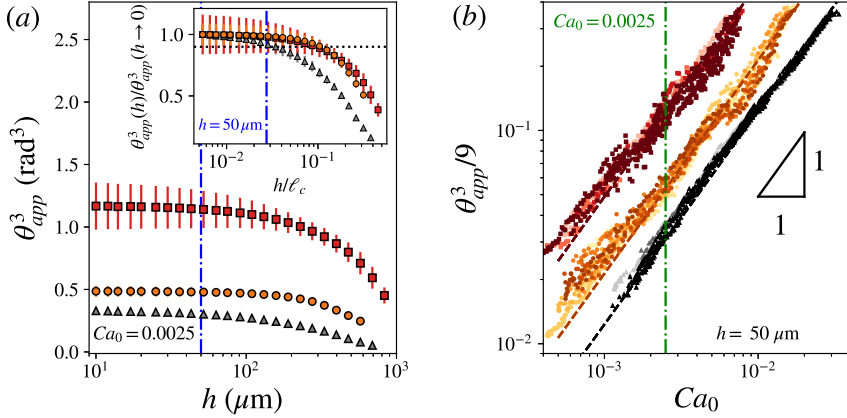 (a)
θ³app (rad³)
2.5
2.0
1.5
1.0
0.5
0.0
10¹
10²
10³
h (μm)
Ca₀ = 0.0025
θ³app(h)/θ³app(h → 0)
1.0
0.5
h = 50 μm
10⁻²
10⁻¹
h/ℓc
(b)
Ca₀ = 0.0025
θ³app/9
10⁻¹
10⁻²
1
1
h = 50 μm
10⁻³
10⁻²
Ca₀